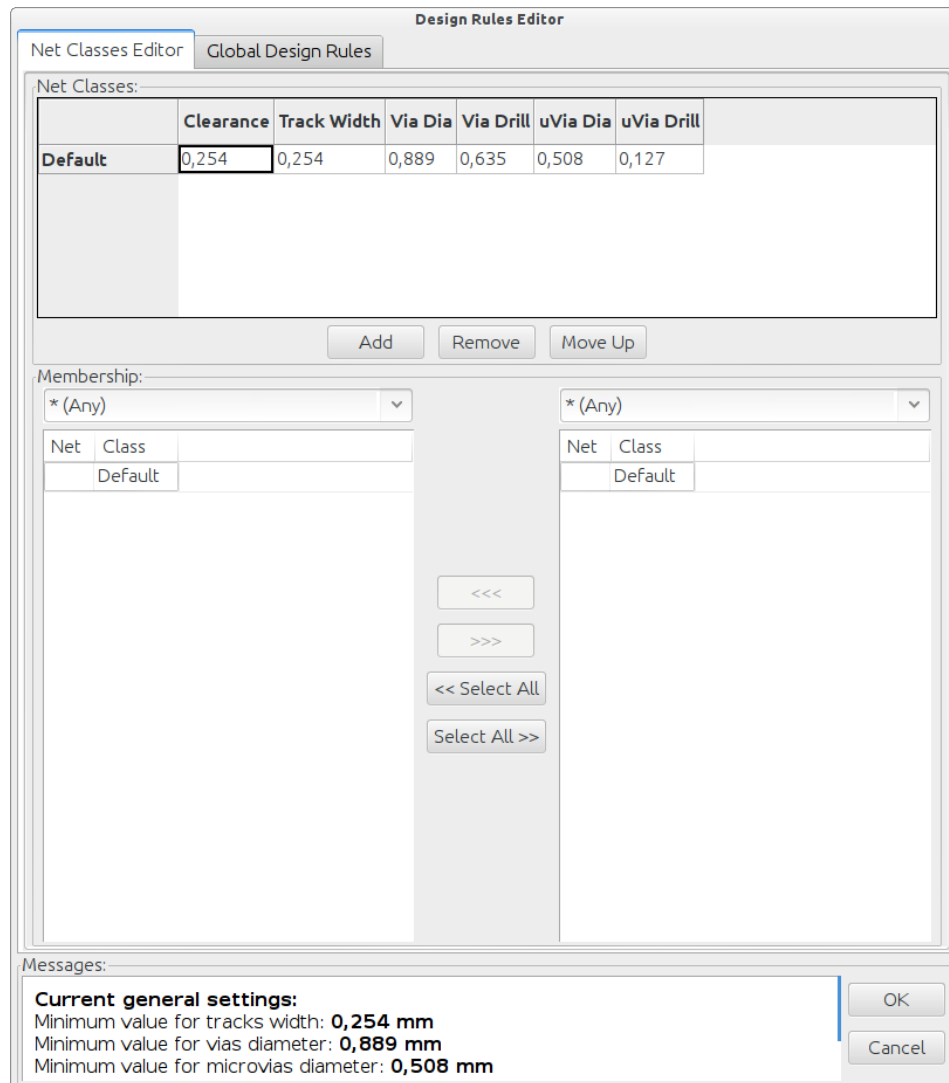 Design Rules Editor
Net Classes Editor Global Design Rules
Net Classes:
Clearance Track Width Via Dia Via Drill uVia Dia uVia Drill
Default 0,254 0,254 0,889 0,635 0,508 0,127
Add Remove Move Up
Membership:
* (Any) * (Any)
Net Class Net Class
Default Default
<<<
>>>
<< Select All
Select All >>
Messages:
Current general settings: OK
Minimum value for tracks width: 0,254 mm
Minimum value for vias diameter: 0,889 mm Cancel
Minimum value for microvias diameter: 0,508 mm